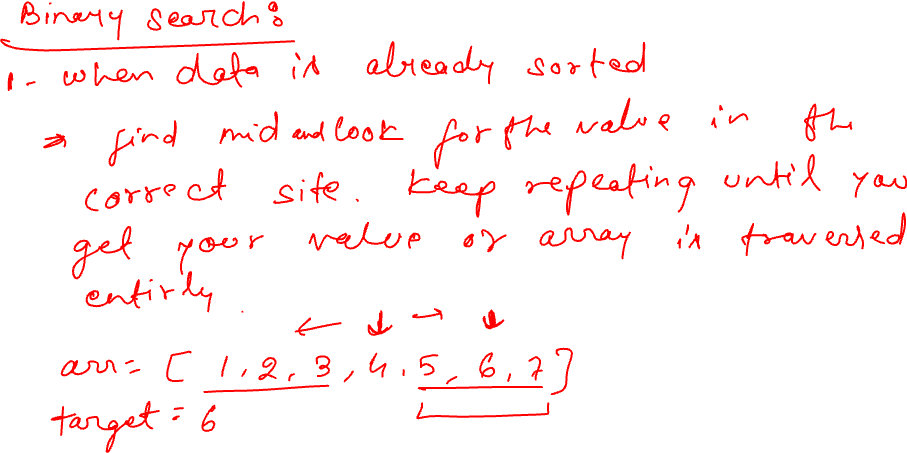 Binary search:
1- when data is already sorted
→ find mid and look for the value in the
correct site. keep repeating until you
get your value or array is traversed
entirly.
← ↓ → ↓
arr = [ 1, 2, 3, 4, 5, 6, 7]
target = 6